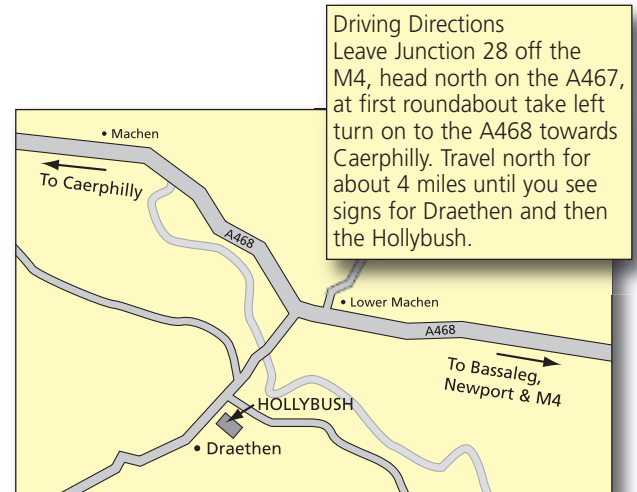 Driving Directions
Leave Junction 28 off the
M4, head north on the A467,
at first roundabout take left
turn on to the A468 towards
Caerphilly. Travel north for
about 4 miles until you see
signs for Draethen and then
the Hollybush.
• Machen
To Caerphilly
A468
• Lower Machen
A468
To Bassaleg,
Newport & M4
HOLLYBUSH
• Draethen